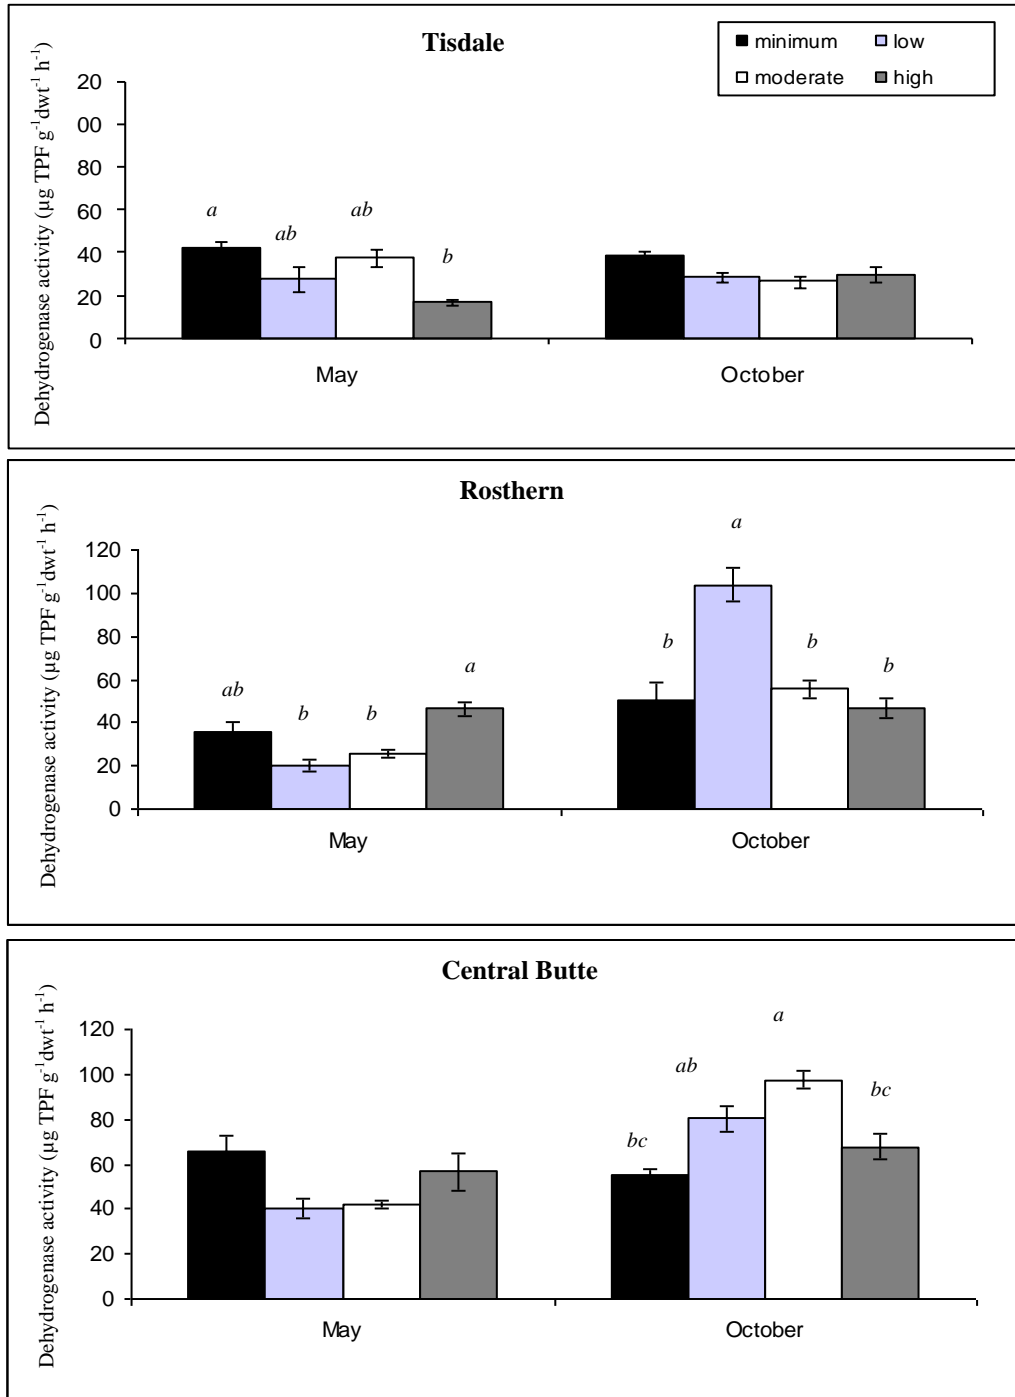 Tisdale
minimum low
moderate high
Dehydrogenase activity (µg TPF g⁻¹dwt⁻¹ h⁻¹)
20
00
80
60
40
20
0
a
ab
ab
b
May October
Rosthern
Dehydrogenase activity (µg TPF g⁻¹dwt⁻¹ h⁻¹)
120
100
80
60
40
20
0
ab
b
b
a
b
a
b
b
May October
Central Butte
Dehydrogenase activity (µg TPF g⁻¹dwt⁻¹ h⁻¹)
120
100
80
60
40
20
0
bc
ab
a
bc
May October